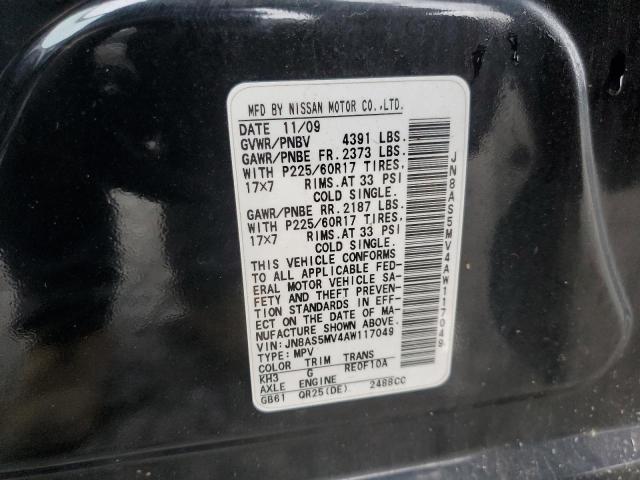 MFD BY NISSAN MOTOR CO.,LTD.
DATE 11/09
GVWR/PNBV 4391 LBS.
GAWR/PNBE FR. 2373 LBS.
WITH P225/60R17 TIRES,
17x7 RIMS.AT 33 PSI
COLD SINGLE.
GAWR/PNBE RR. 2187 LBS.
WITH P225/60R17 TIRES,
17x7 RIMS.AT 33 PSI
COLD SINGLE.
THIS VEHICLE CONFORMS
TO ALL APPLICABLE FED-
ERAL MOTOR VEHICLE SA-
FETY AND THEFT PREVEN-
TION STANDARDS IN EFF-
ECT ON THE DATE OF MA-
NUFACTURE SHOWN ABOVE.
VIN: JN8AS5MV4AW117049
TYPE: MPV
COLOR TRIM TRANS
KH3 G RE0F10A
AXLE ENGINE
GB61 QR25(DE) 2488CC
JN8AS5MV4AW117049